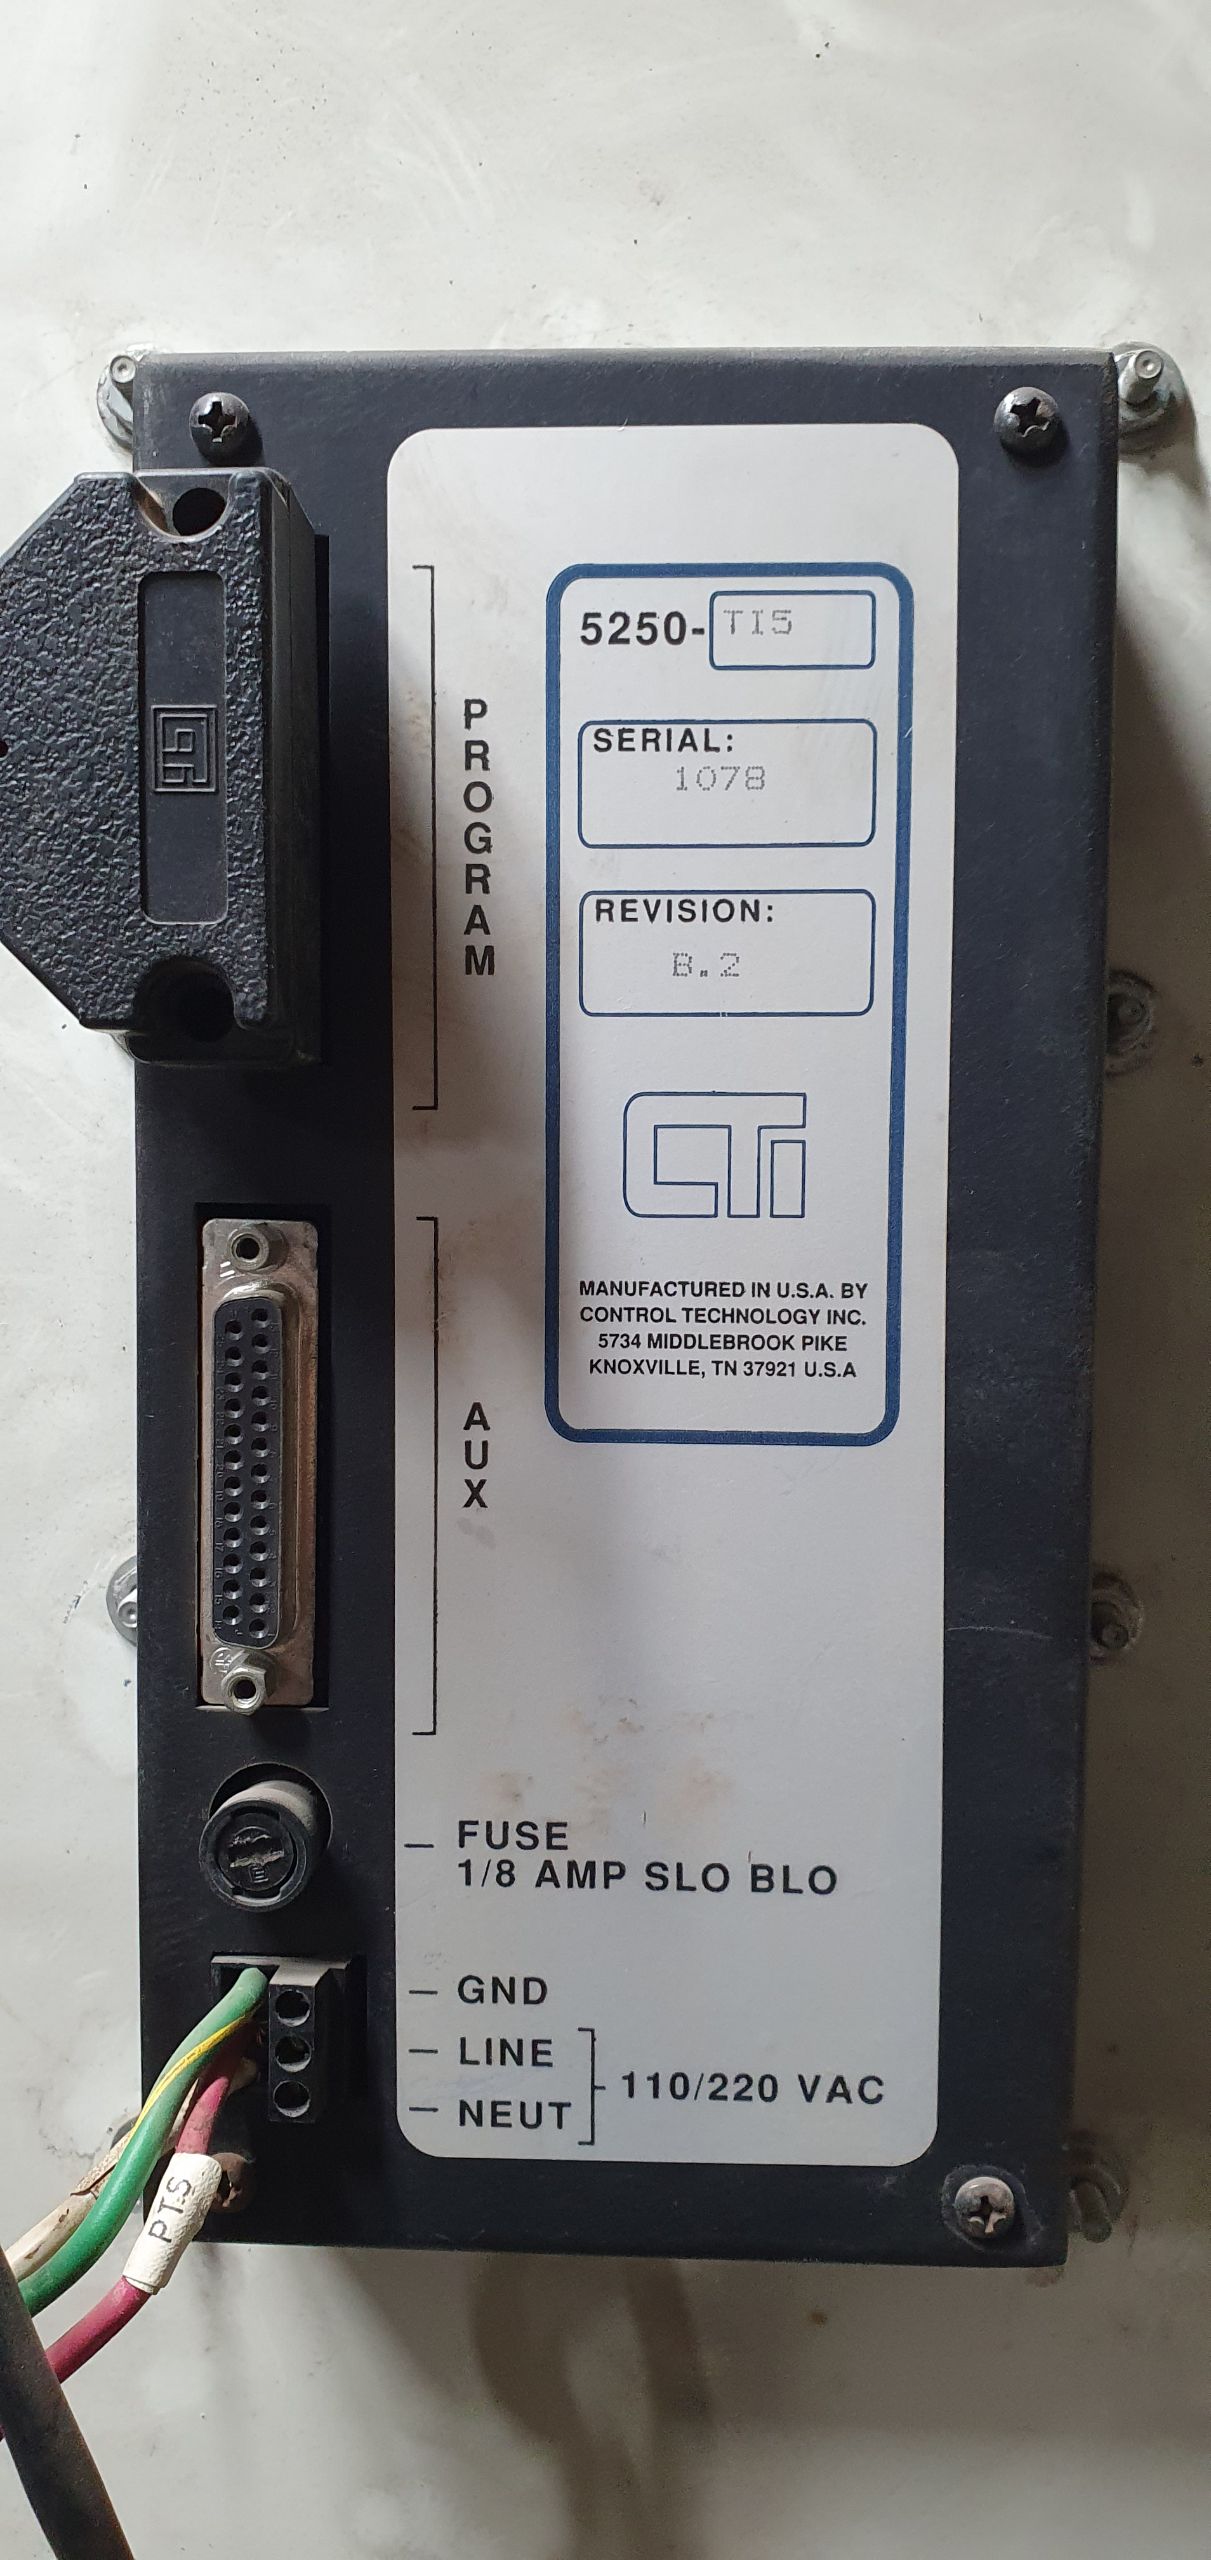 5250-TI5
SERIAL:
1078
REVISION:
B.2
CTI
MANUFACTURED IN U.S.A. BY
CONTROL TECHNOLOGY INC.
5734 MIDDLEBROOK PIKE
KNOXVILLE, TN 37921 U.S.A
PROGRAM
AUX
FUSE
1/8 AMP SLO BLO
GND
LINE
NEUT
110/220 VAC
PTS